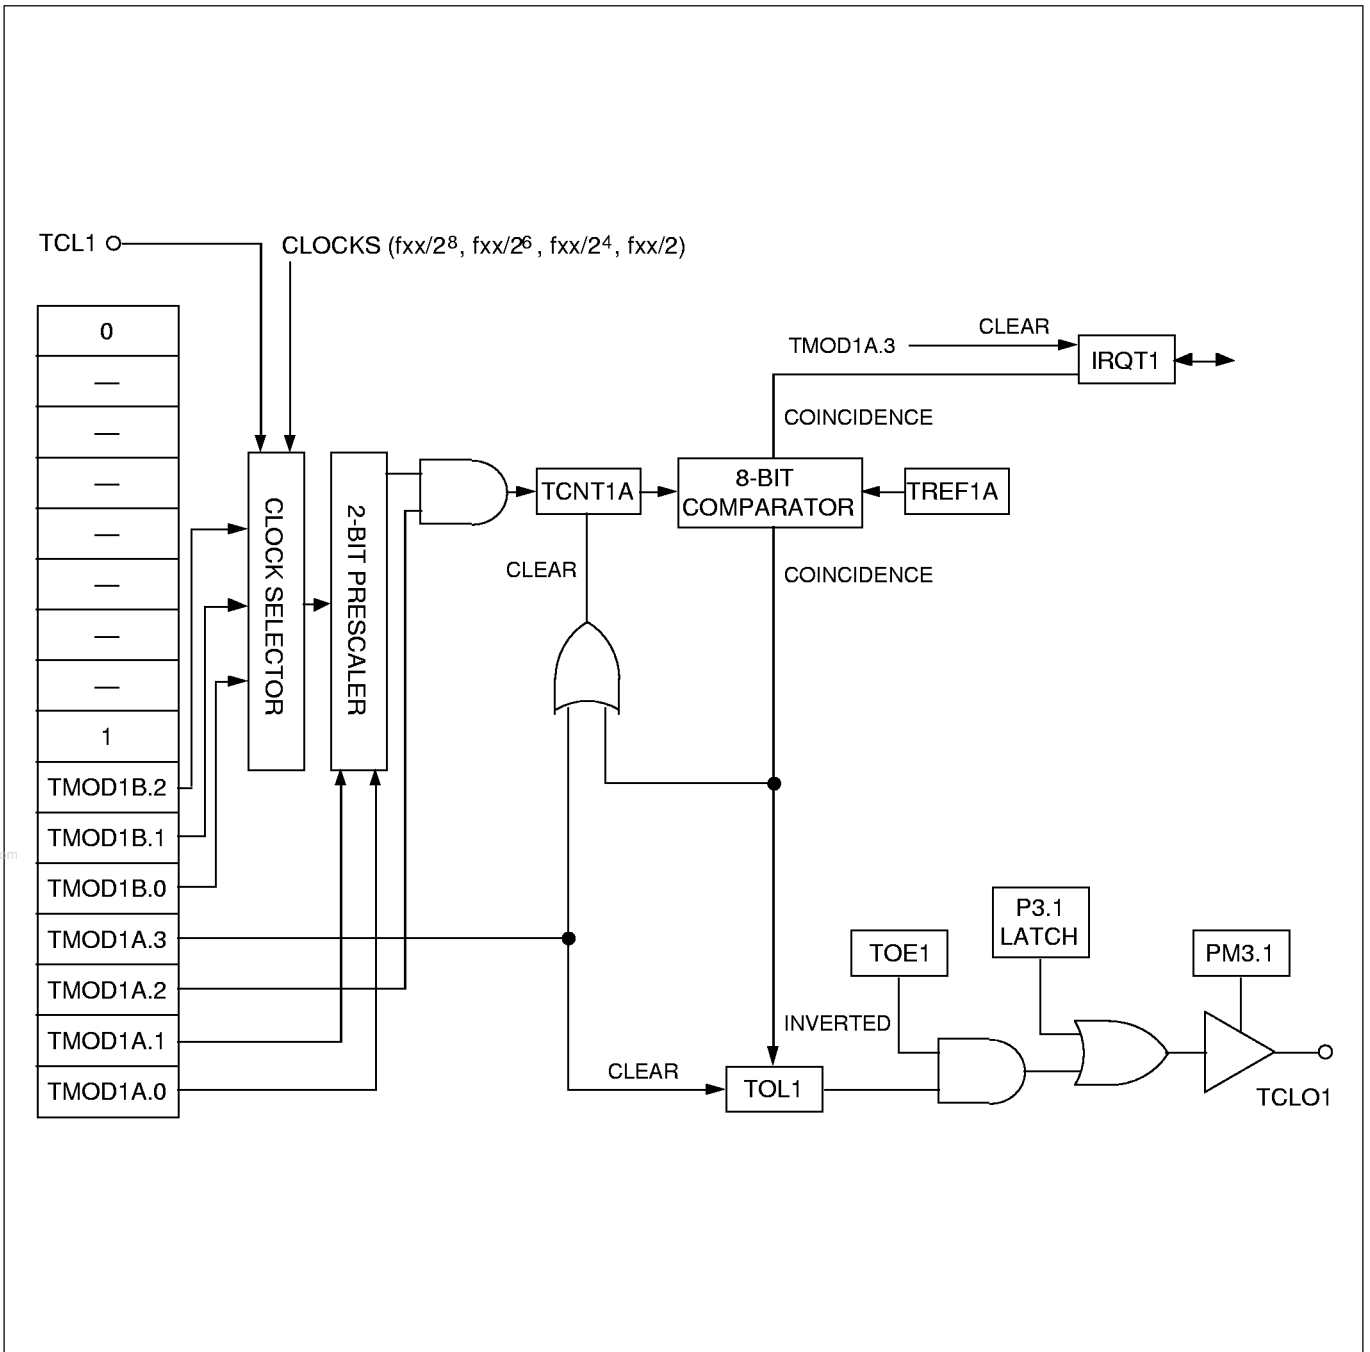 TCL1
CLOCKS (fxx/2⁸, fxx/2⁶, fxx/2⁴, fxx/2)
0
—
—
—
—
—
—
—
1
TMOD1B.2
TMOD1B.1
TMOD1B.0
TMOD1A.3
TMOD1A.2
TMOD1A.1
TMOD1A.0
CLOCK SELECTOR
2-BIT PRESCALER
TCNT1A
CLEAR
8-BIT
COMPARATOR
TREF1A
TMOD1A.3
CLEAR
IRQT1
COINCIDENCE
COINCIDENCE
CLEAR
INVERTED
TOL1
TOE1
P3.1
LATCH
PM3.1
TCLO1